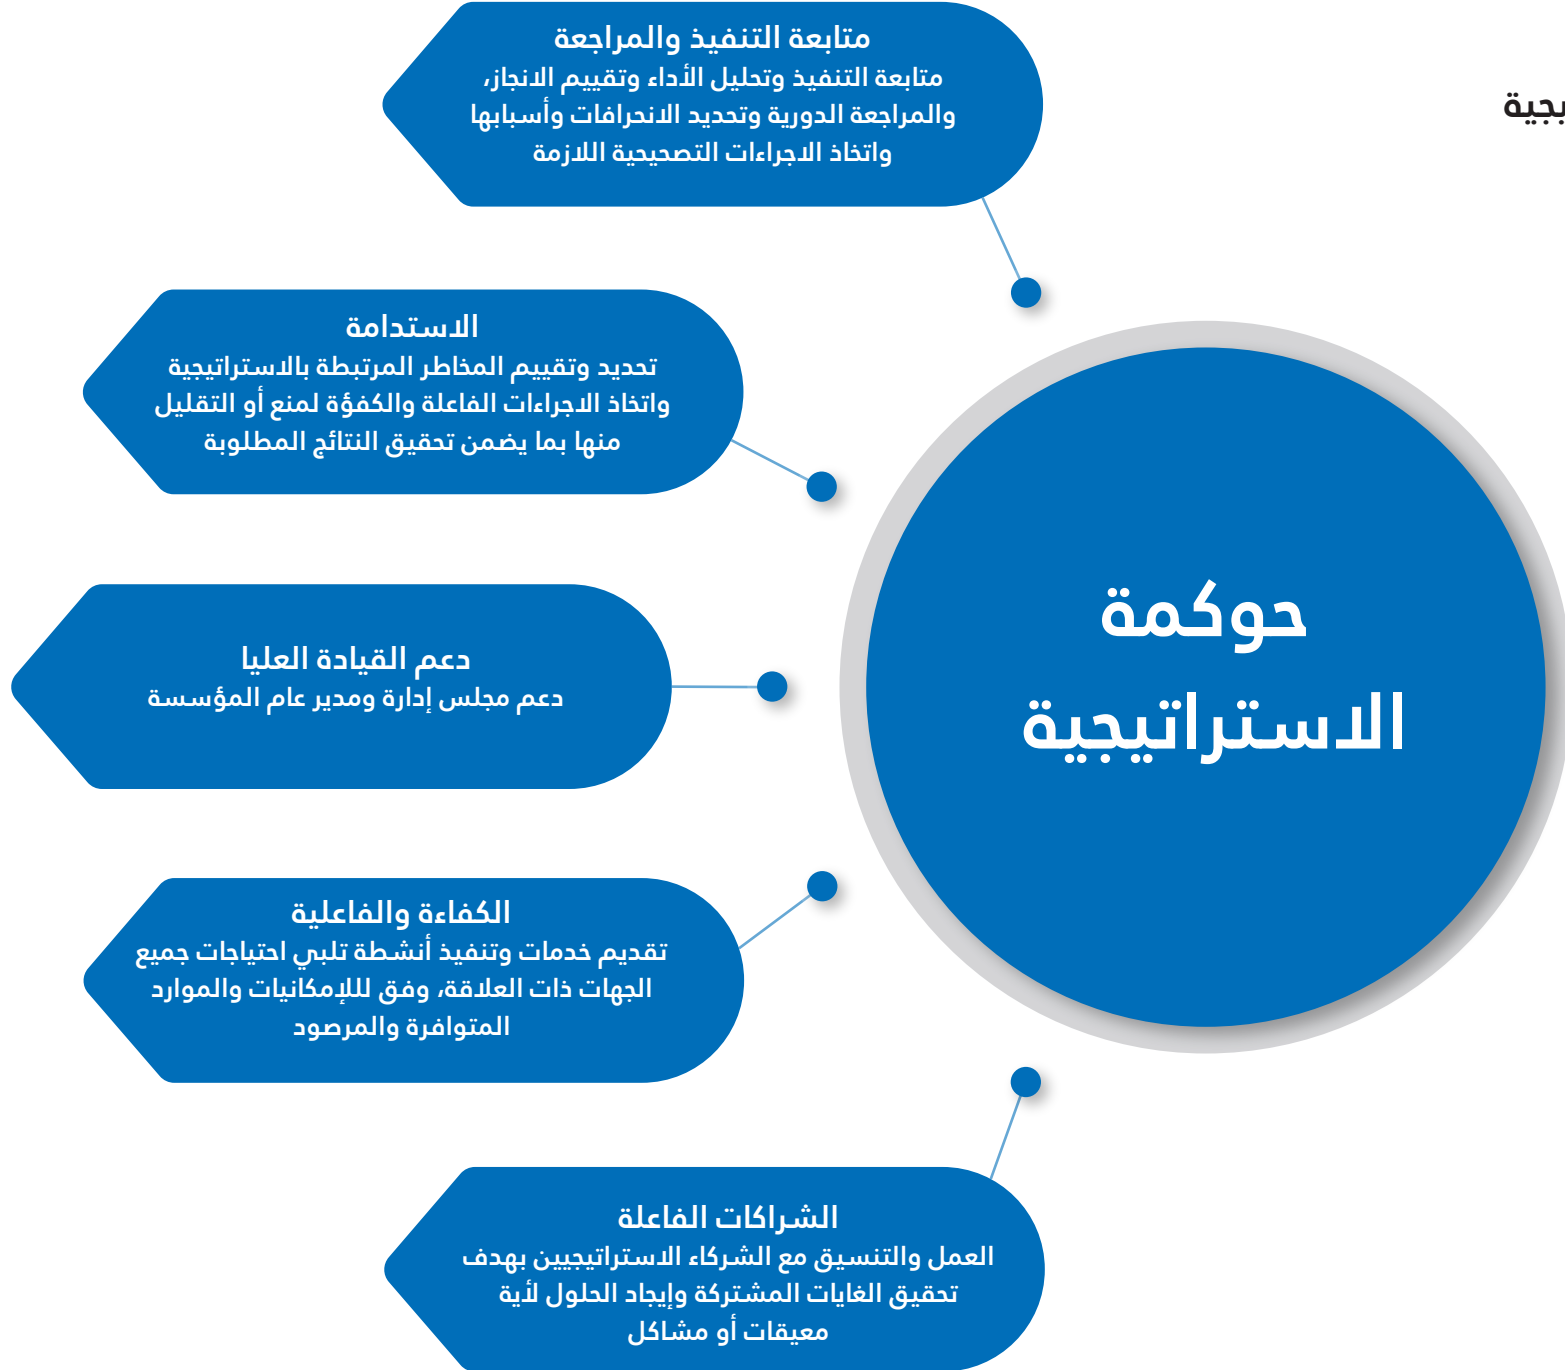 متابعة التنفيذ والمراجعة
متابعة التنفيذ وتحليل الأداء وتقييم الانجاز،
والمراجعة الدورية وتحديد الانحرافات وأسبابها
واتخاذ الاجراءات التصحيحية اللازمة
الاستدامة
تحديد وتقييم المخاطر المرتبطة بالاستراتيجية
واتخاذ الاجراءات الفاعلة والكفؤة لمنع أو التقليل
منها بما يضمن تحقيق النتائج المطلوبة
حوكمة
الاستراتيجية
دعم القيادة العليا
دعم مجلس إدارة ومدير عام المؤسسة
الكفاءة والفاعلية
تقديم خدمات وتنفيذ أنشطة تلبي احتياجات جميع
الجهات ذات العلاقة، وفق لللإمكانيات والموارد
المتوافرة والمرصود
الشراكات الفاعلة
العمل والتنسيق مع الشركاء الاستراتيجيين بهدف
تحقيق الغايات المشتركة وإيجاد الحلول لأية
معيقات أو مشاكل